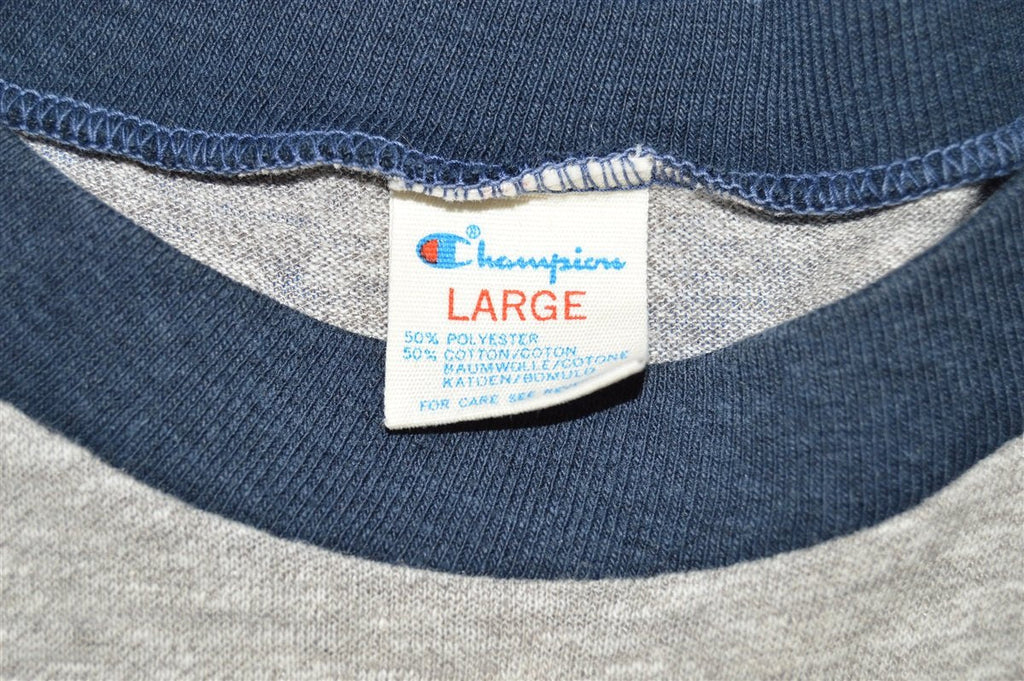 Champion®
LARGE
50% POLYESTER
50% COTTON/COTON
BAUMWOLLE/COTONE
KATOEN/BOMULD
FOR CARE SEE